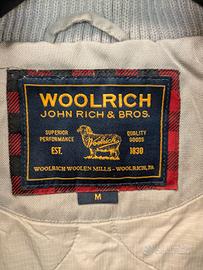 WOOLRICH
JOHN RICH & BROS.
SUPERIOR PERFORMANCE
QUALITY GOODS
Woolrich
EST. 1830
WOOLRICH WOOLEN MILLS - WOOLRICH, PA
M